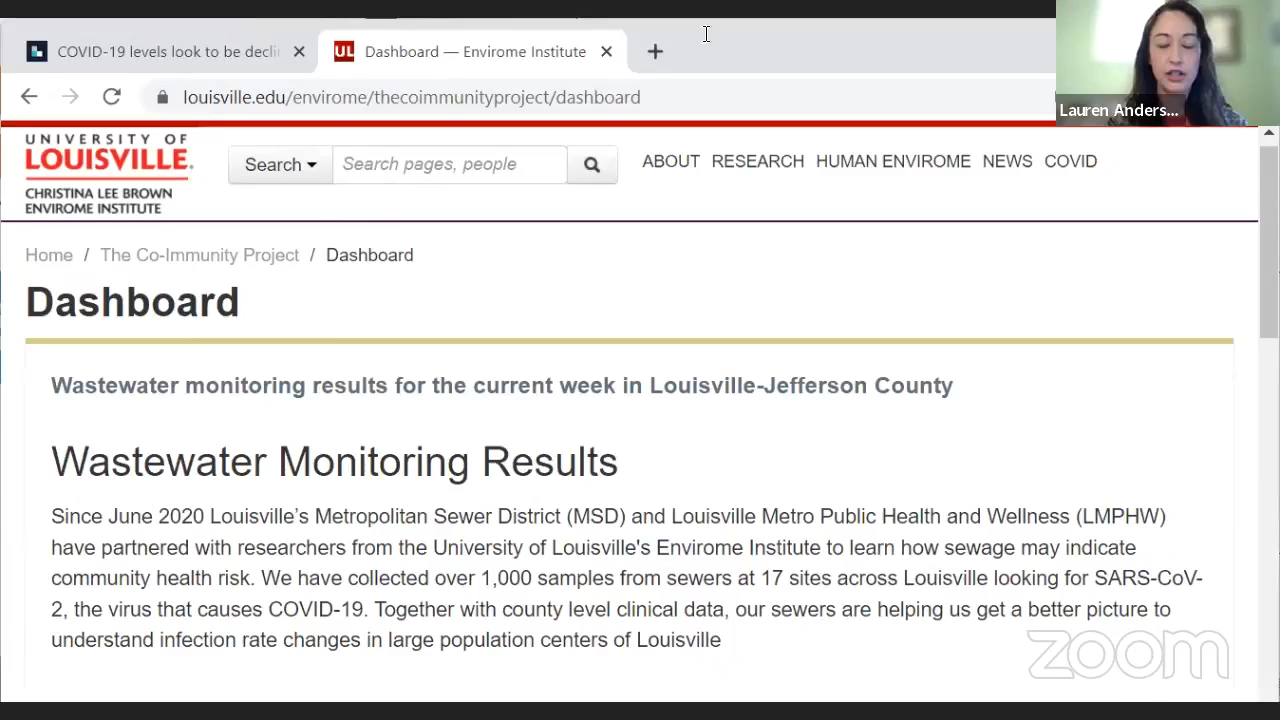 COVID-19 levels look to be decli
UL Dashboard — Envirome Institute
louisville.edu/envirome/thecoimmunityproject/dashboard
Lauren Anders...
UNIVERSITY OF
LOUISVILLE.
CHRISTINA LEE BROWN
ENVIROME INSTITUTE
Search
Search pages, people
ABOUT RESEARCH HUMAN ENVIROME NEWS COVID
Home / The Co-Immunity Project / Dashboard
Dashboard
Wastewater monitoring results for the current week in Louisville-Jefferson County
Wastewater Monitoring Results
Since June 2020 Louisville’s Metropolitan Sewer District (MSD) and Louisville Metro Public Health and Wellness (LMPHW)
have partnered with researchers from the University of Louisville's Envirome Institute to learn how sewage may indicate
community health risk. We have collected over 1,000 samples from sewers at 17 sites across Louisville looking for SARS-CoV-
2, the virus that causes COVID-19. Together with county level clinical data, our sewers are helping us get a better picture to
understand infection rate changes in large population centers of Louisville
zoom